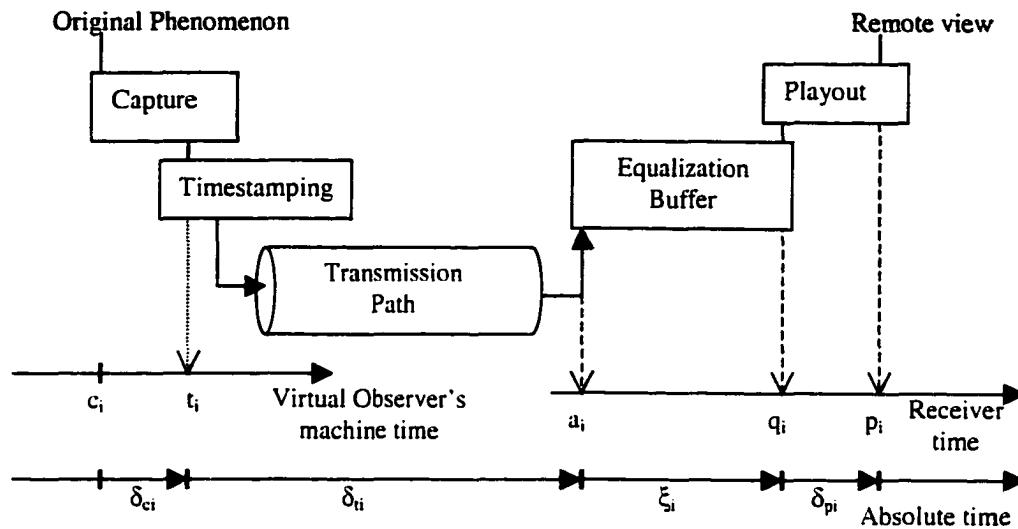 Original Phenomenon
Remote view
Capture
Playout
Timestamping
Equalization
Buffer
Transmission
Path
cᵢ
tᵢ
Virtual Observer's
machine time
aᵢ
qᵢ
pᵢ
Receiver
time
δcᵢ
δtᵢ
ξᵢ
δpᵢ
Absolute time